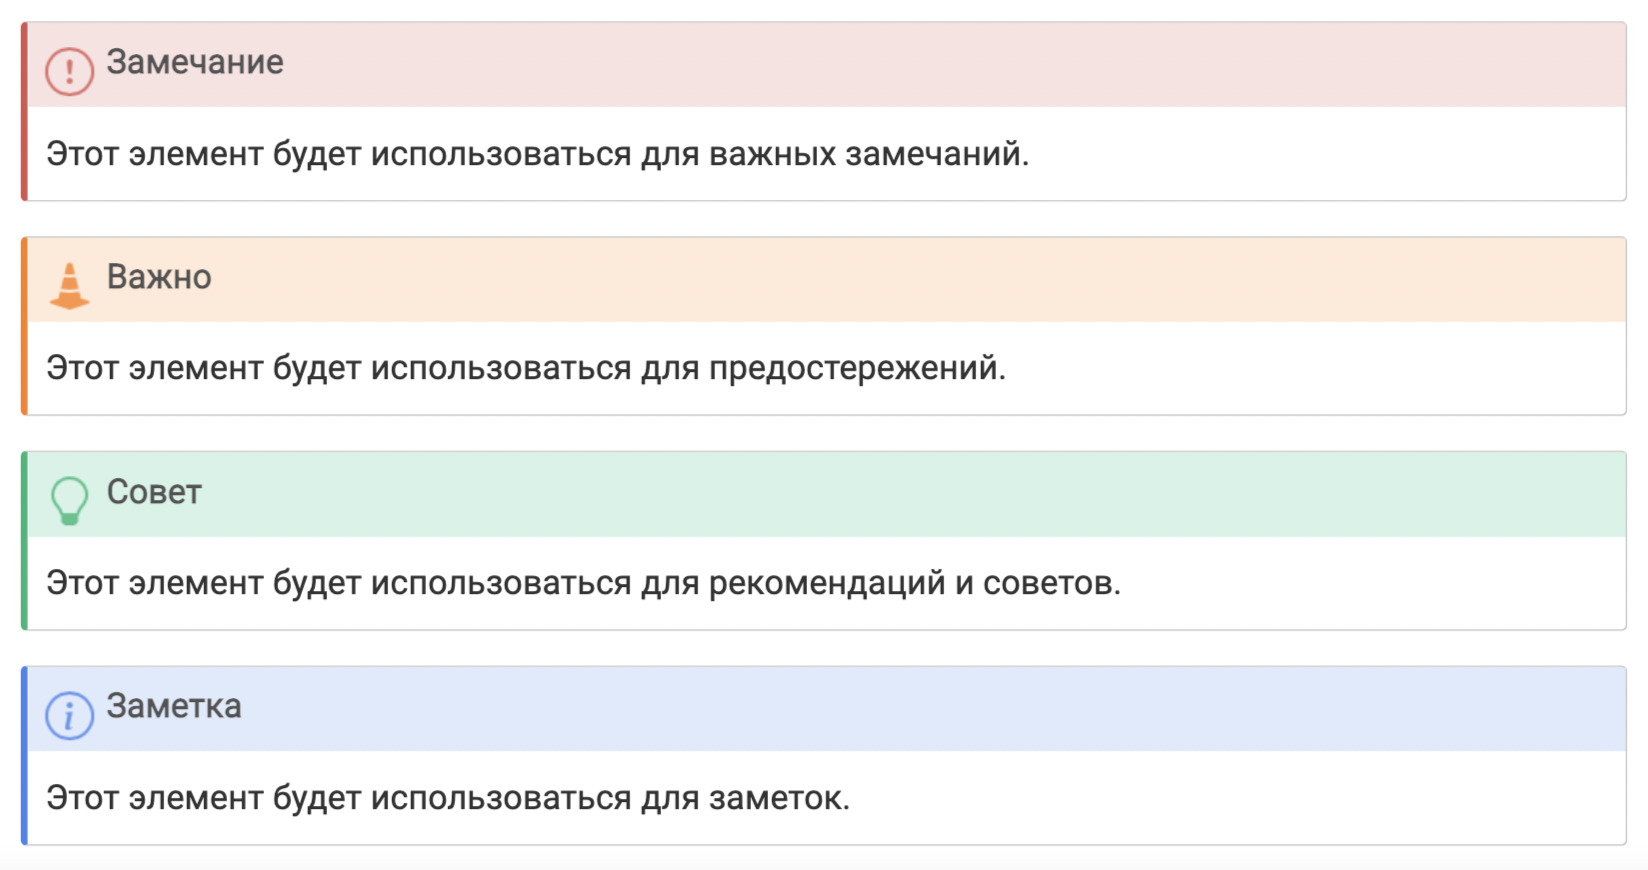 Замечание
Этот элемент будет использоваться для важных замечаний.
Важно
Этот элемент будет использоваться для предостережений.
Совет
Этот элемент будет использоваться для рекомендаций и советов.
Заметка
Этот элемент будет использоваться для заметок.